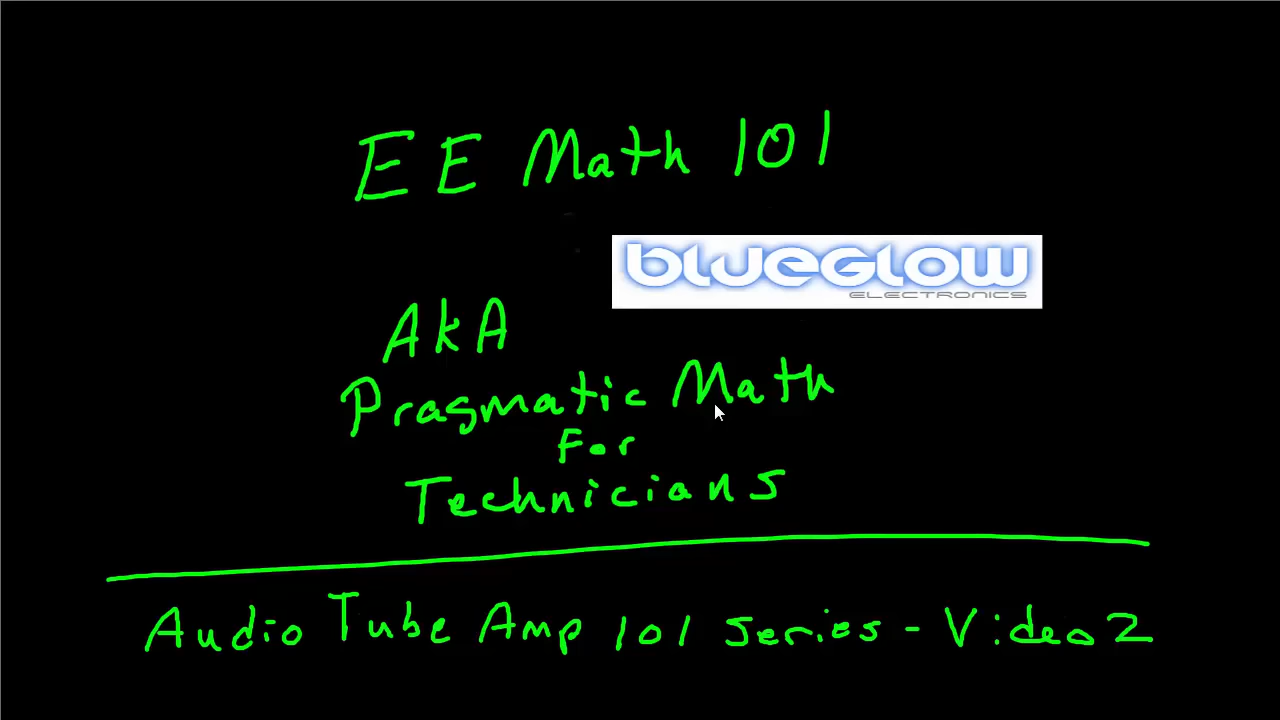 EE Math 101
BLUEGLOW
ELECTRONICS
AKA
Pragmatic Math
For
Technicians
Audio Tube Amp 101 Series - Video 2